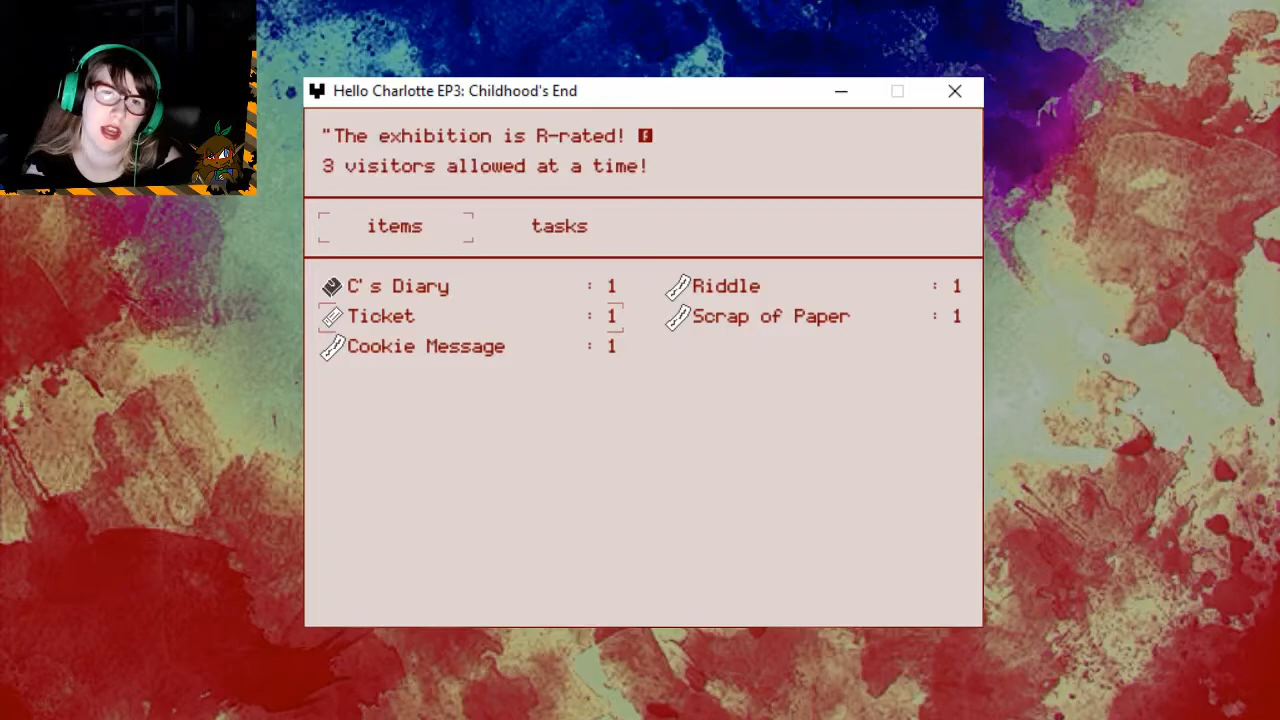 Hello Charlotte EP3: Childhood's End
"The exhibition is R-rated!
3 visitors allowed at a time!
items tasks
C's Diary : 1 Riddle : 1
Ticket : 1 Scrap of Paper : 1
Cookie Message : 1